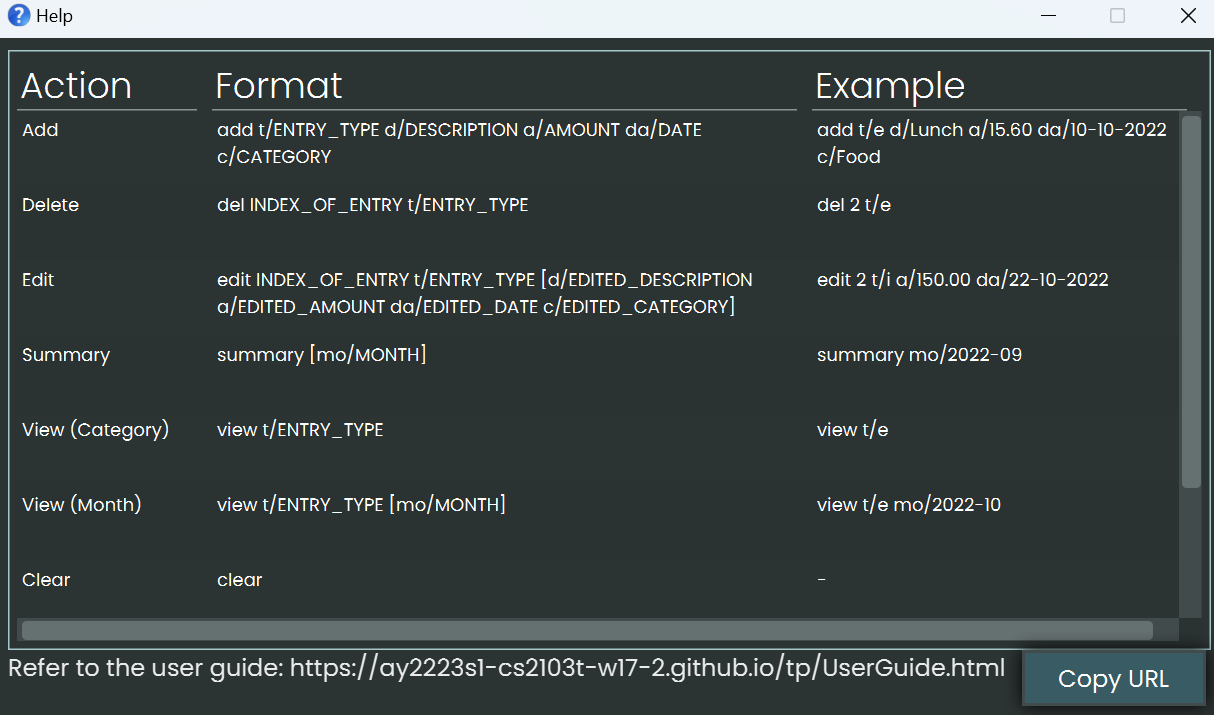 Help
Action Format Example
Add add t/ENTRY_TYPE d/DESCRIPTION a/AMOUNT da/DATE add t/e d/Lunch a/15.60 da/10-10-2022
c/CATEGORY c/Food
Delete del INDEX_OF_ENTRY t/ENTRY_TYPE del 2 t/e
Edit edit INDEX_OF_ENTRY t/ENTRY_TYPE [d/EDITED_DESCRIPTION edit 2 t/i a/150.00 da/22-10-2022
a/EDITED_AMOUNT da/EDITED_DATE c/EDITED_CATEGORY]
Summary summary [mo/MONTH] summary mo/2022-09
View (Category) view t/ENTRY_TYPE view t/e
View (Month) view t/ENTRY_TYPE [mo/MONTH] view t/e mo/2022-10
Clear clear -
Refer to the user guide: https://ay2223s1-cs2103t-w17-2.github.io/tp/UserGuide.html Copy URL